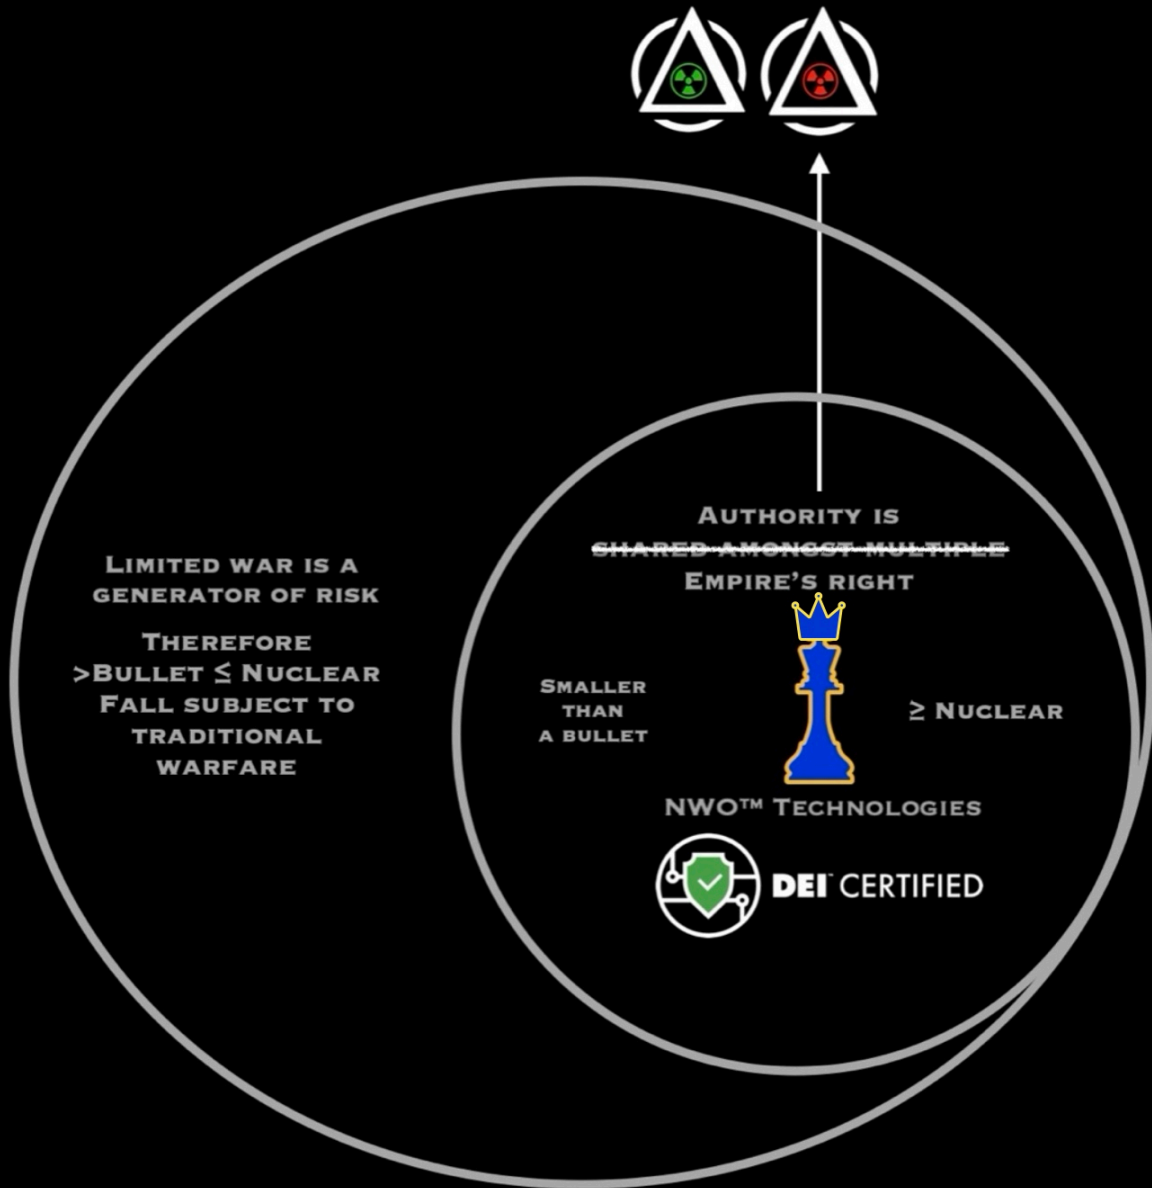 AUTHORITY IS
SHARED AMONGST MULTIPLE
EMPIRE'S RIGHT
LIMITED WAR IS A
GENERATOR OF RISK
THEREFORE
>BULLET ≤ NUCLEAR
FALL SUBJECT TO
TRADITIONAL
WARFARE
SMALLER
THAN
A BULLET
≥ NUCLEAR
NWO™ TECHNOLOGIES
DEI™ CERTIFIED